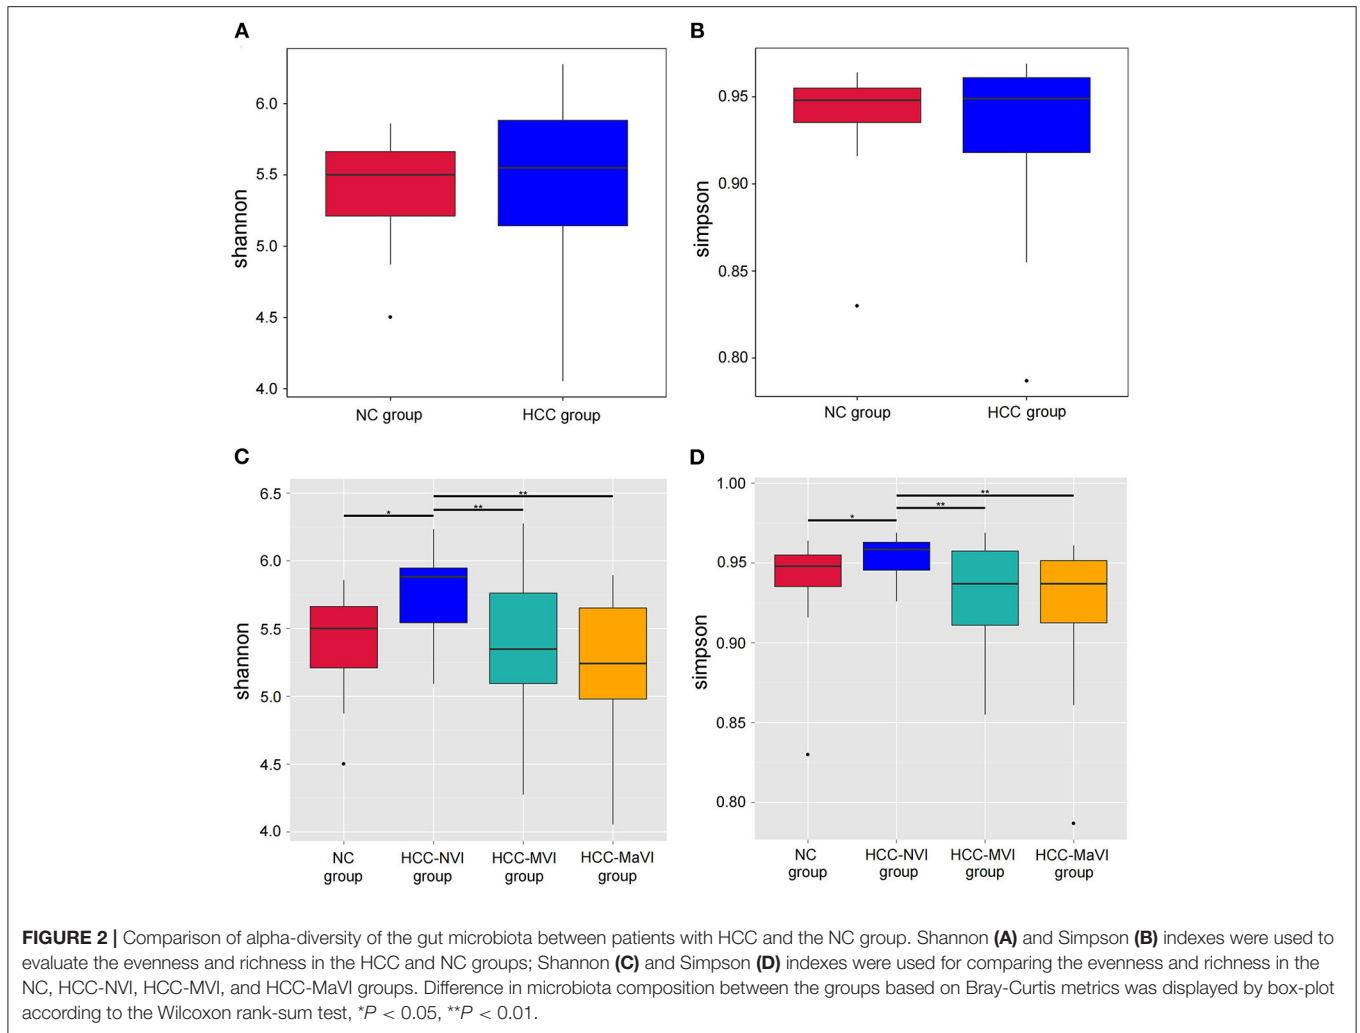 A
shannon
6.0
5.5
5.0
4.5
4.0
NC group
HCC group
B
simpson
0.95
0.90
0.85
0.80
NC group
HCC group
C
shannon
6.5
6.0
5.5
5.0
4.5
4.0
*
**
**
NC
group
HCC-NVI
group
HCC-MVI
group
HCC-MaVI
group
D
simpson
1.00
0.95
0.90
0.85
0.80
*
**
**
NC
group
HCC-NVI
group
HCC-MVI
group
HCC-MaVI
group
FIGURE 2 | Comparison of alpha-diversity of the gut microbiota between patients with HCC and the NC group. Shannon (A) and Simpson (B) indexes were used to
evaluate the evenness and richness in the HCC and NC groups; Shannon (C) and Simpson (D) indexes were used for comparing the evenness and richness in the
NC, HCC-NVI, HCC-MVI, and HCC-MaVI groups. Difference in microbiota composition between the groups based on Bray-Curtis metrics was displayed by box-plot
according to the Wilcoxon rank-sum test, *P < 0.05, **P < 0.01.